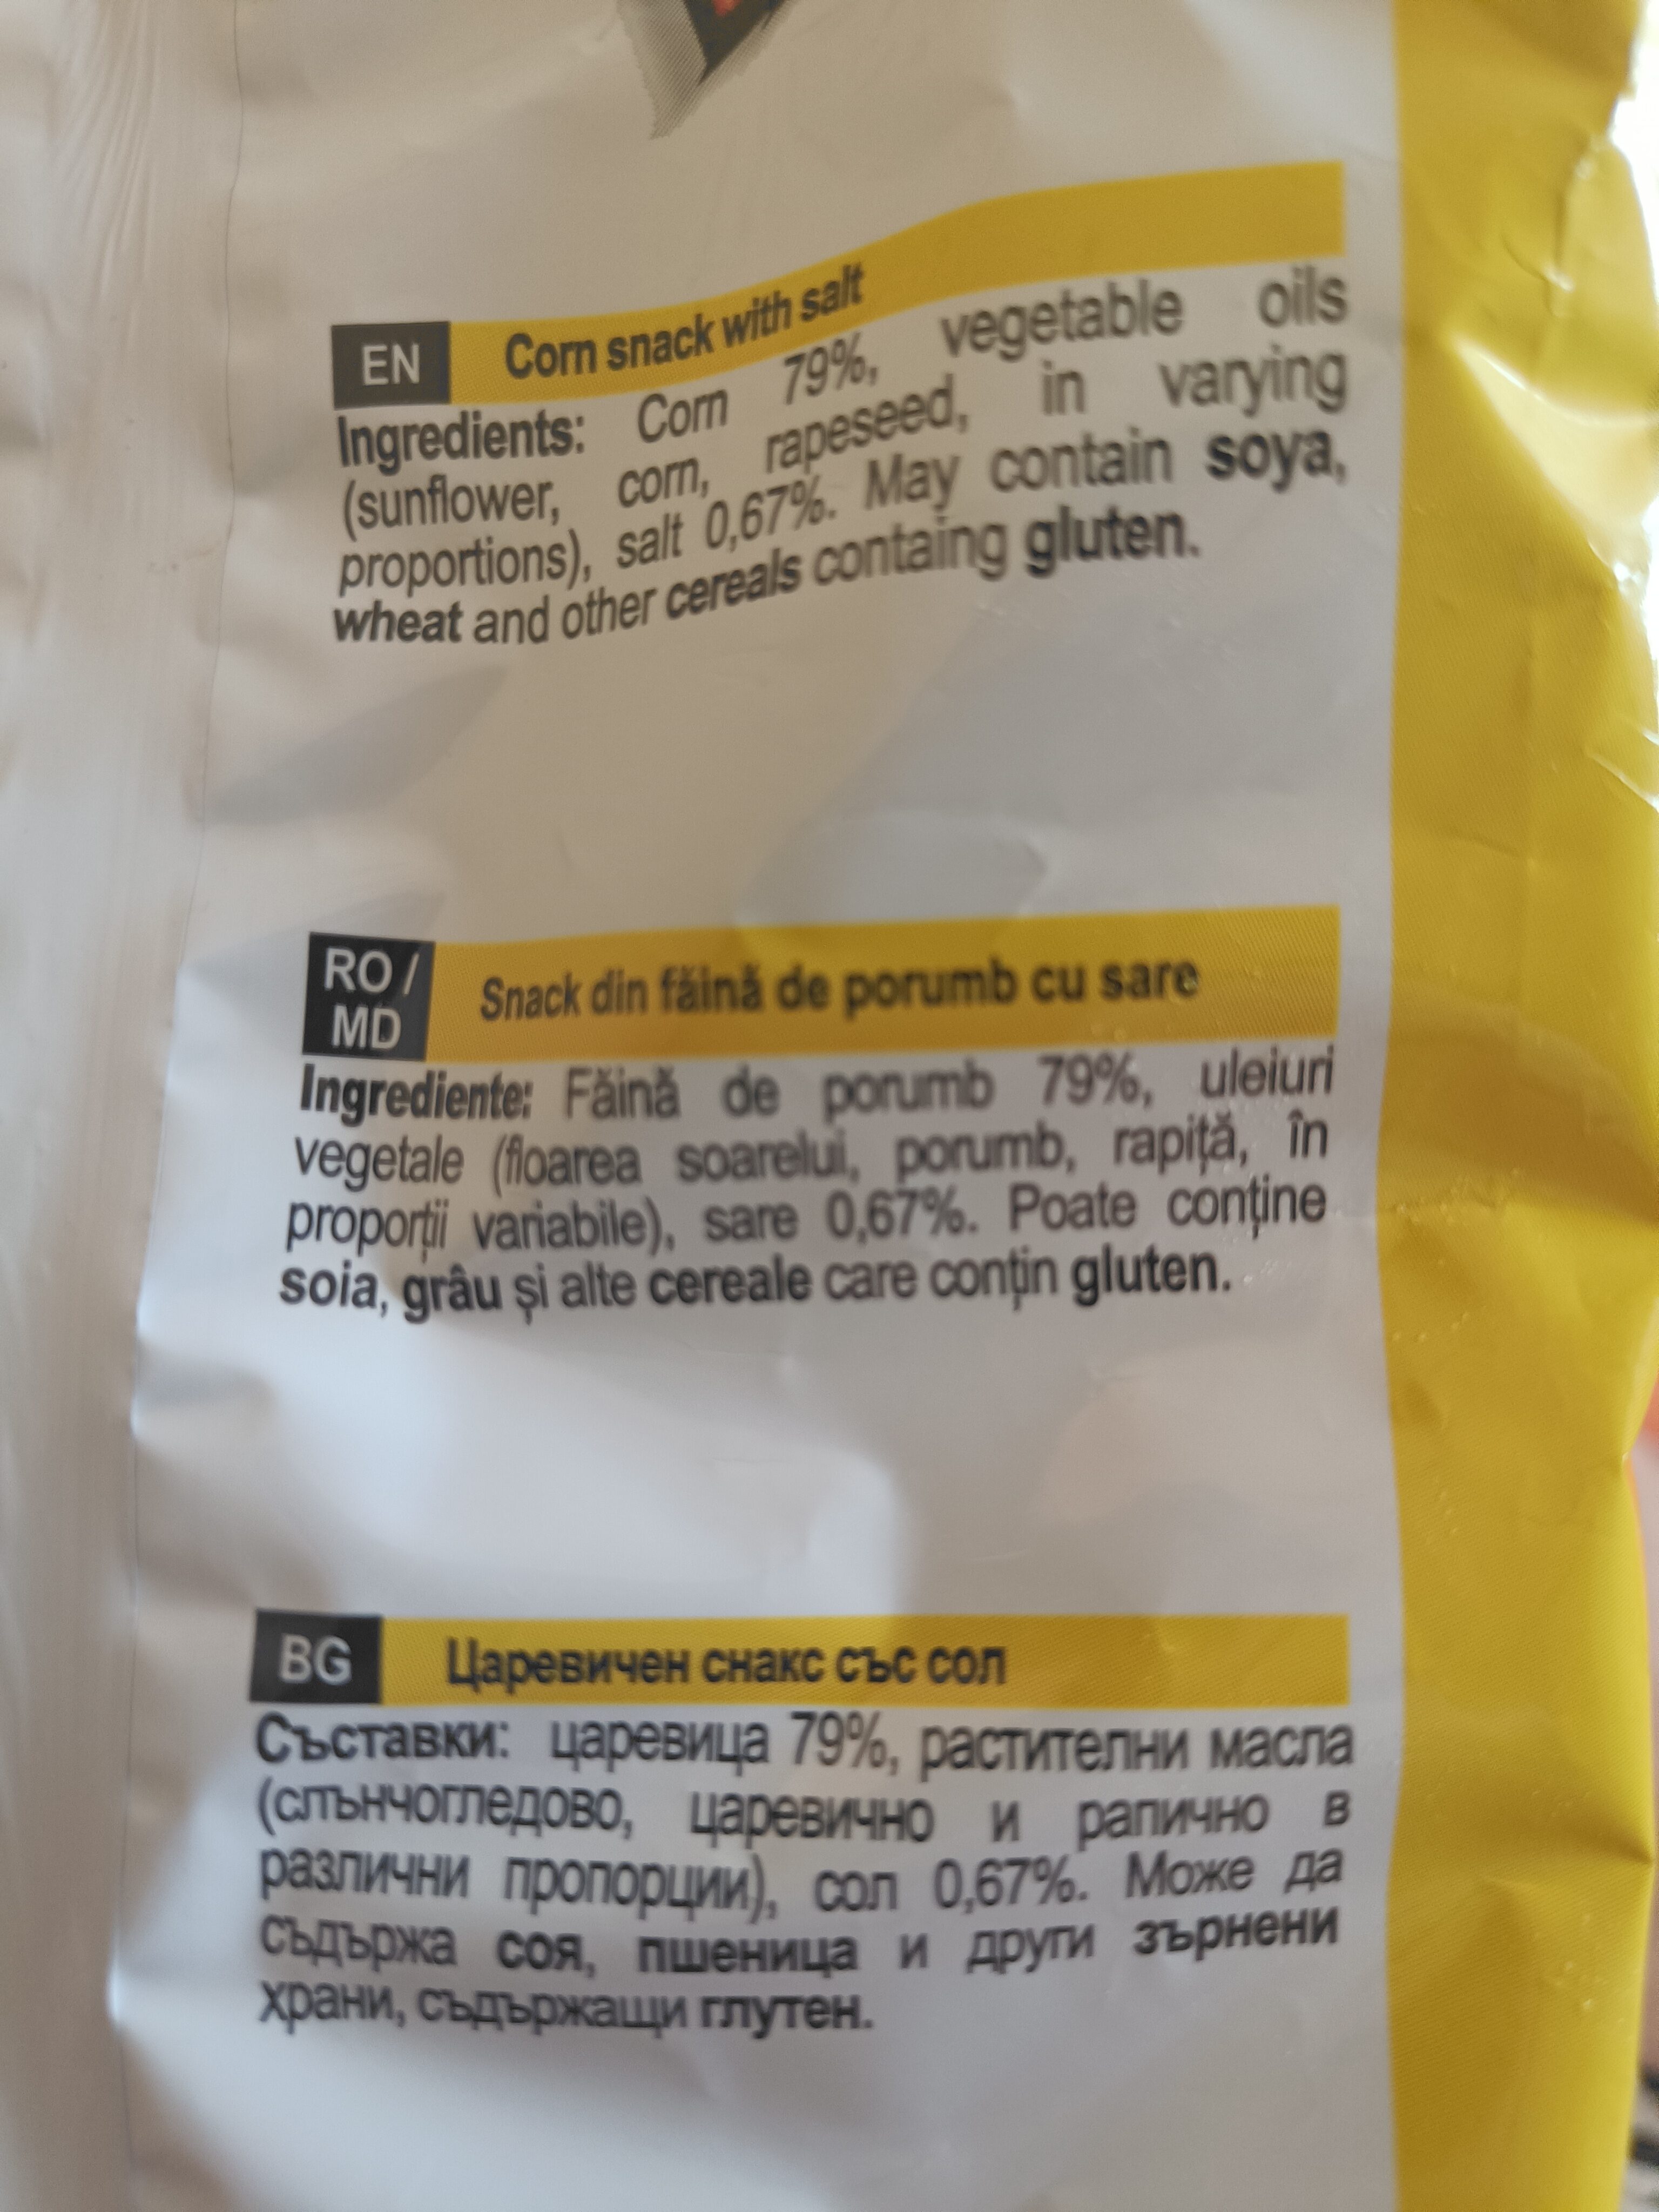 EN Corn snack with salt
Ingredients: Corn 79%, vegetable oils
(sunflower, corn, rapeseed, in varying
proportions), salt 0,67%. May contain soya,
wheat and other cereals containg gluten.
RO /
MD
Snack din făină de porumb cu sare
Ingrediente: Făină de porumb 79%, uleiuri
vegetale (floarea soarelui, porumb, rapiță, în
proporții variabile), sare 0,67%. Poate conține
soia, grâu și alte cereale care conțin gluten.
BG Царевичен снакс със сол
Съставки: царевица 79%, растителни масла
(слънчогледово, царевично и рапично в
различни пропорции), сол 0,67%. Може да
съдържа соя, пшеница и други зърнени
храни, съдържащи глутен.